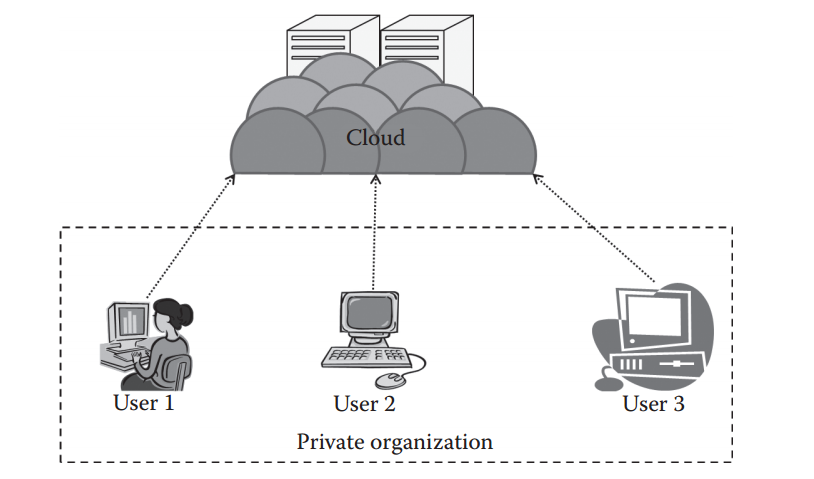 Cloud
User 1
User 2
User 3
Private organization